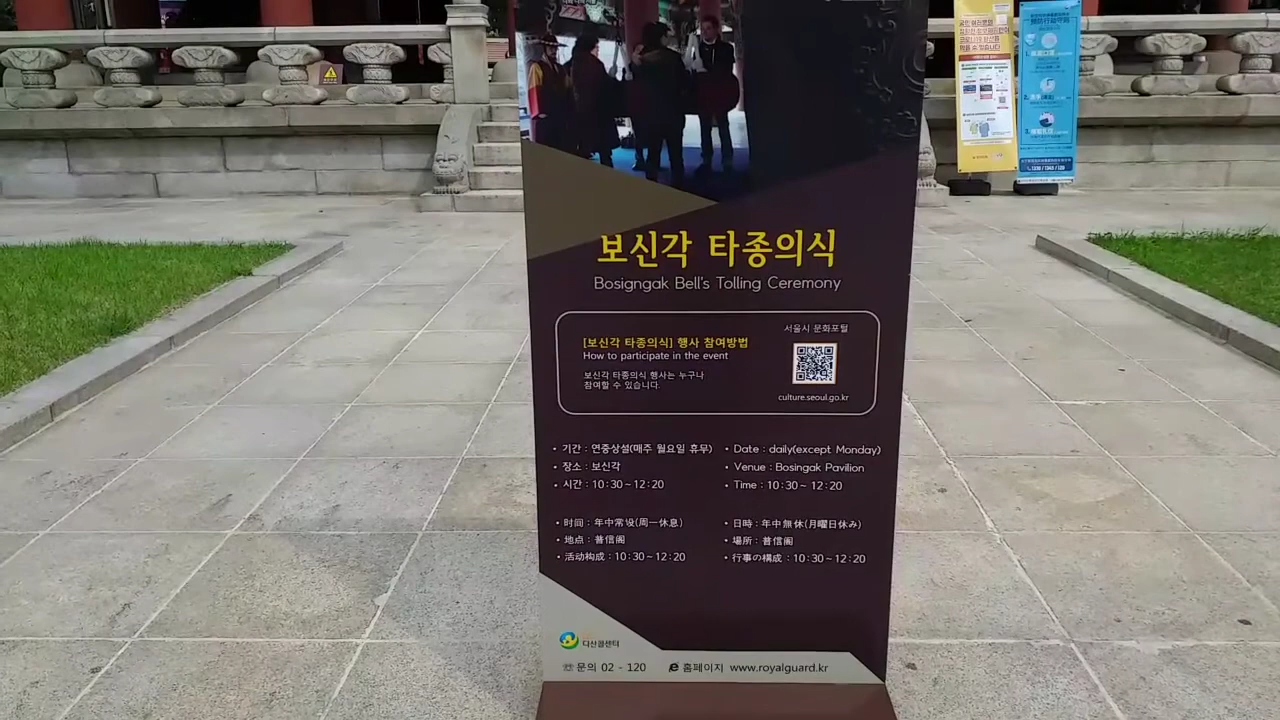 보신각 타종의식
Bosigngak Bell's Tolling Ceremony
[보신각 타종의식] 행사 참여방법
How to participate in the event
보신각 타종의식 행사는 누구나
참여할 수 있습니다.
서울시 문화포털
culture.seoul.go.kr
• 기간 : 연중상설(매주 월요일 휴무)
• 장소 : 보신각
• 시간 : 10:30~12:20
• Date : daily(except Monday)
• Venue : Bosingak Pavilion
• Time : 10:30~12:20
• 时间 : 年中常设(周一休息)
• 地点 : 普信阁
• 活动构成 : 10:30~12:20
• 日時 : 年中無休(月曜日休み)
• 場所 : 普信阁
• 行事の構成 : 10:30~12:20
다산콜센터
☏ 문의 02 - 120
홈페이지 www.royalguard.kr